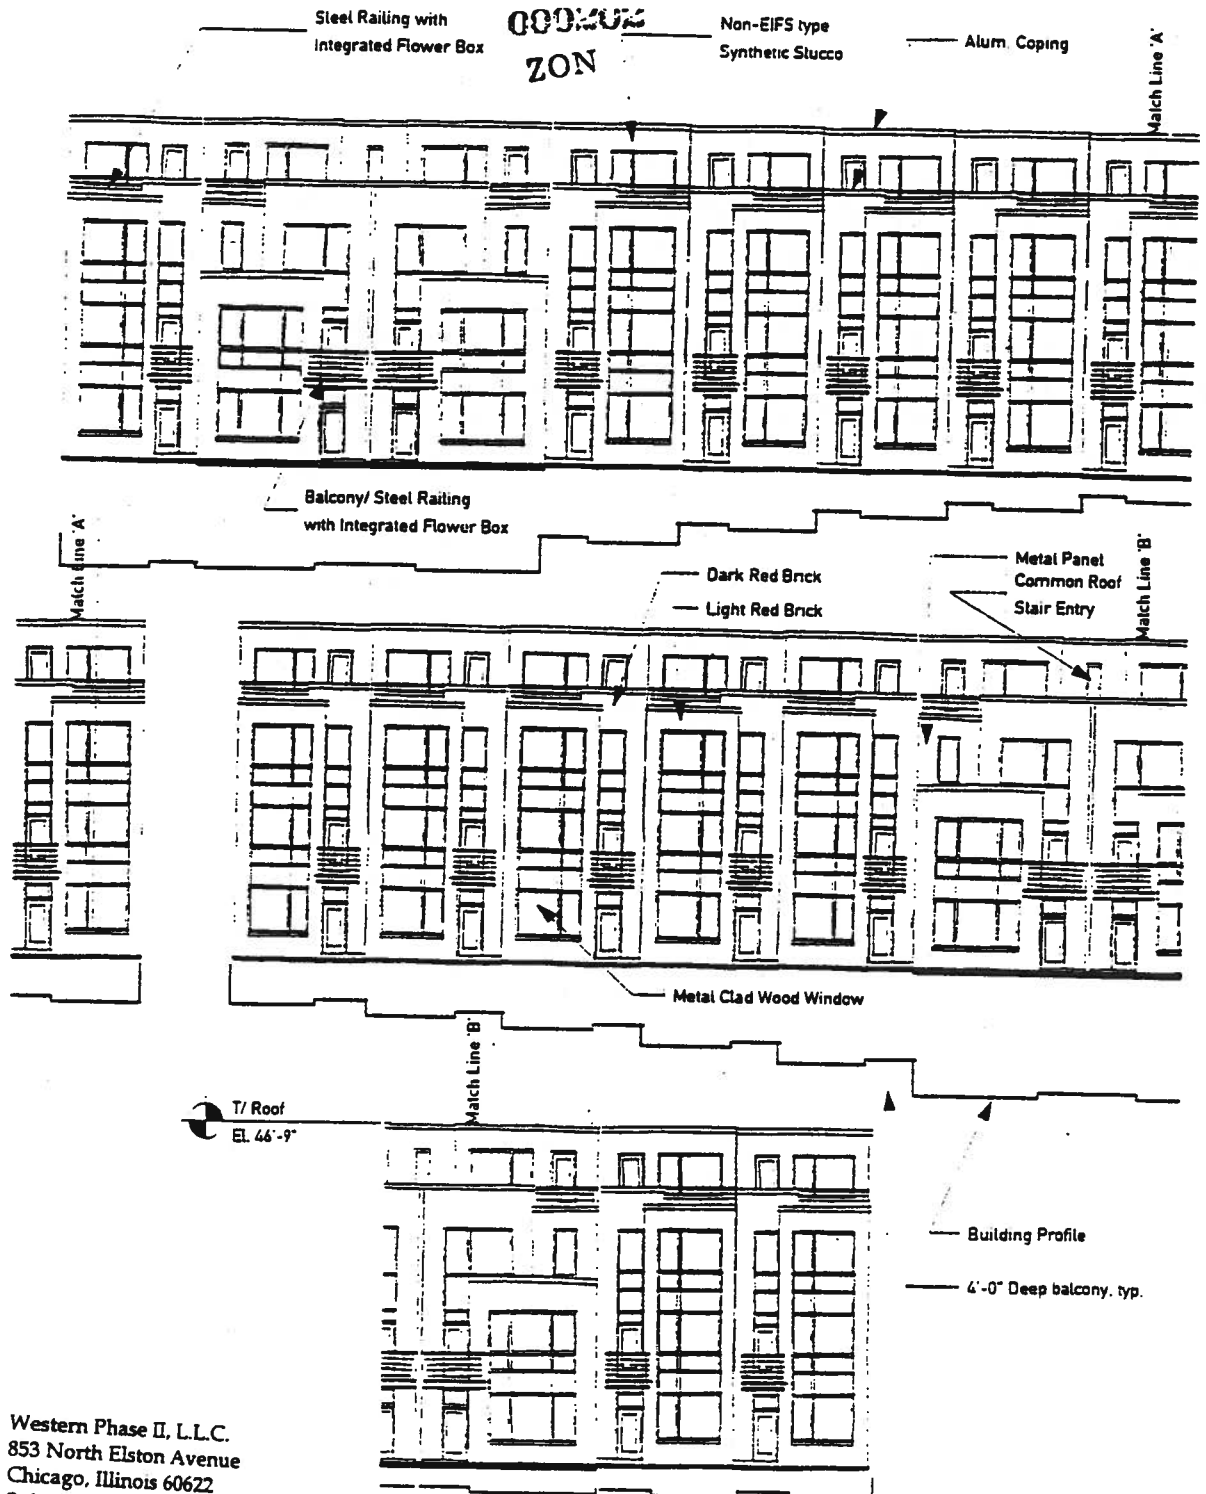 Steel Railing with
Integrated Flower Box
ZON
Non-EIFS type
Synthetic Stucco
Alum. Coping
Match Line 'A'
Balcony/ Steel Railing
with Integrated Flower Box
Match Line 'A'
Dark Red Brick
Light Red Brick
Metal Panel
Common Roof
Stair Entry
Match Line 'B'
Metal Clad Wood Window
Match Line 'B'
T/ Roof
El. 46'-9"
Building Profile
4'-0" Deep balcony, typ.
Western Phase II, L.L.C.
853 North Elston Avenue
Chicago, Illinois 60622